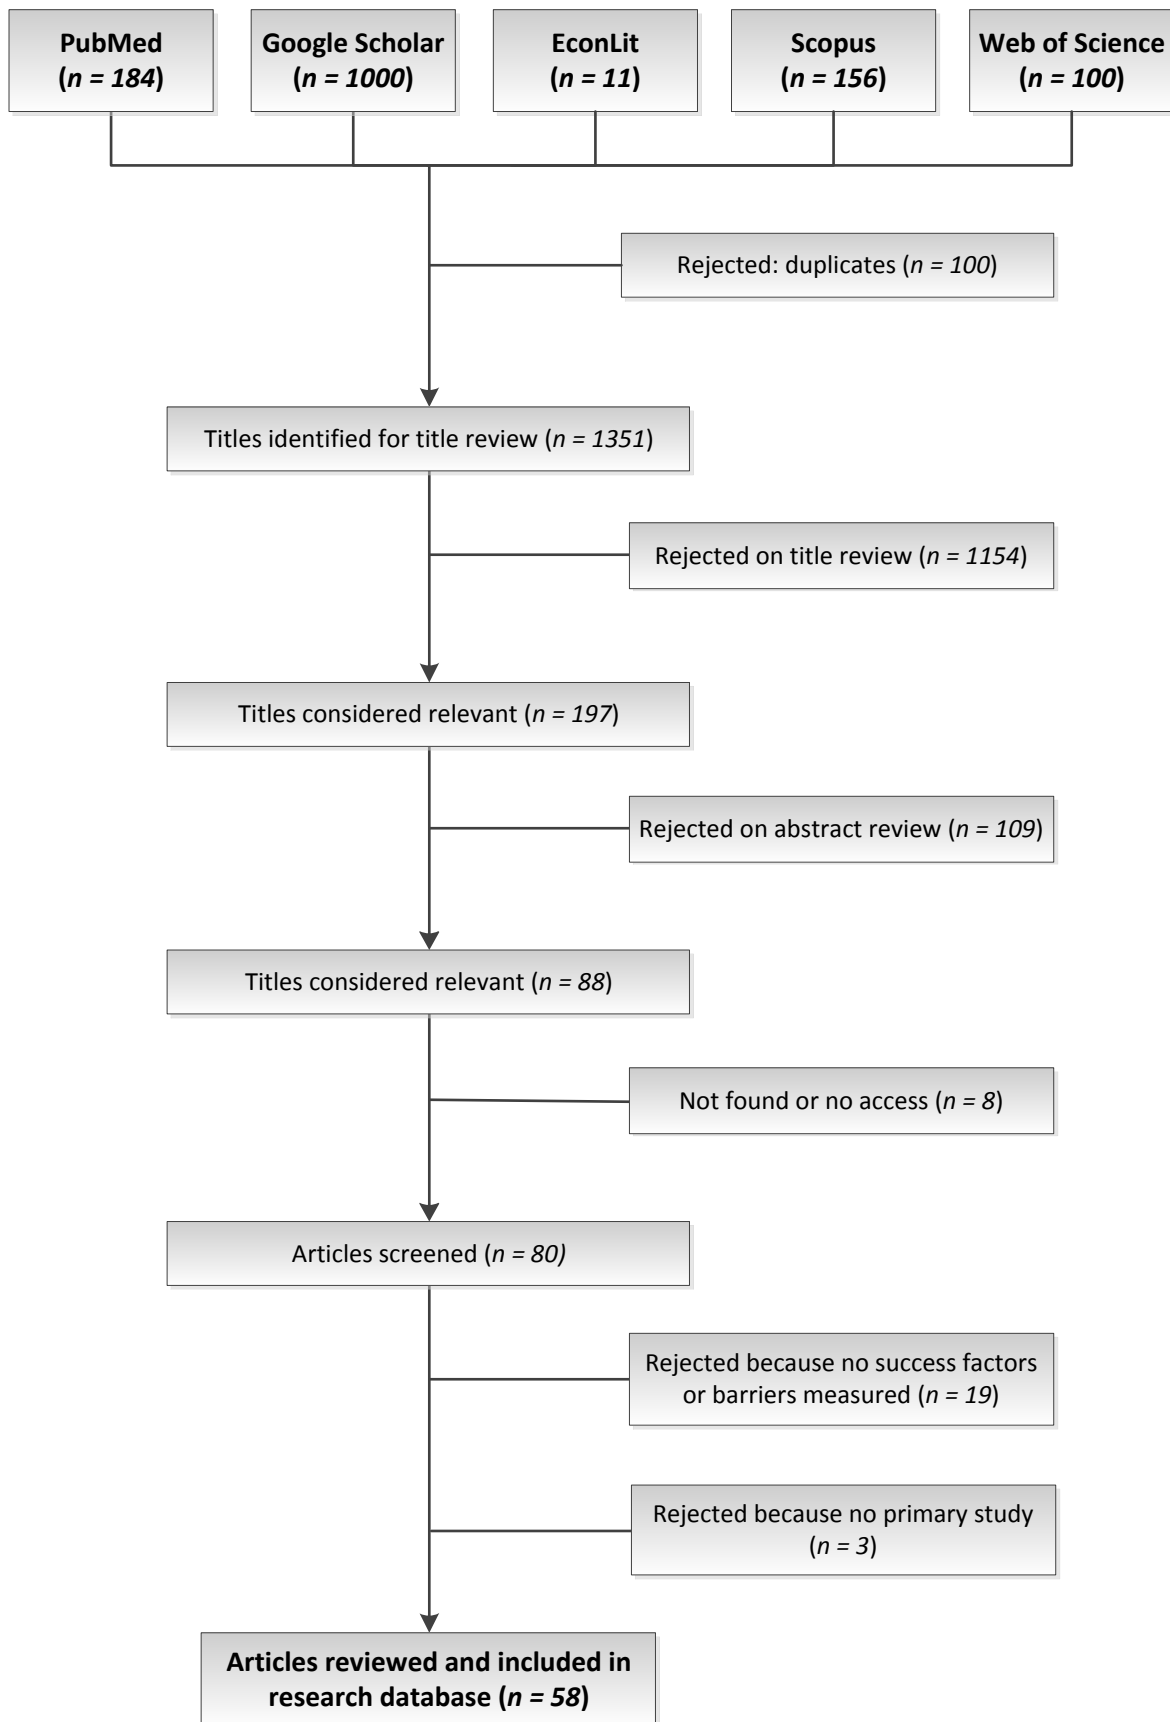 PubMed
(n = 184)
Google Scholar
(n = 1000)
EconLit
(n = 11)
Scopus
(n = 156)
Web of Science
(n = 100)
Rejected: duplicates (n = 100)
Titles identified for title review (n = 1351)
Rejected on title review (n = 1154)
Titles considered relevant (n = 197)
Rejected on abstract review (n = 109)
Titles considered relevant (n = 88)
Not found or no access (n = 8)
Articles screened (n = 80)
Rejected because no success factors
or barriers measured (n = 19)
Rejected because no primary study
(n = 3)
Articles reviewed and included in
research database (n = 58)